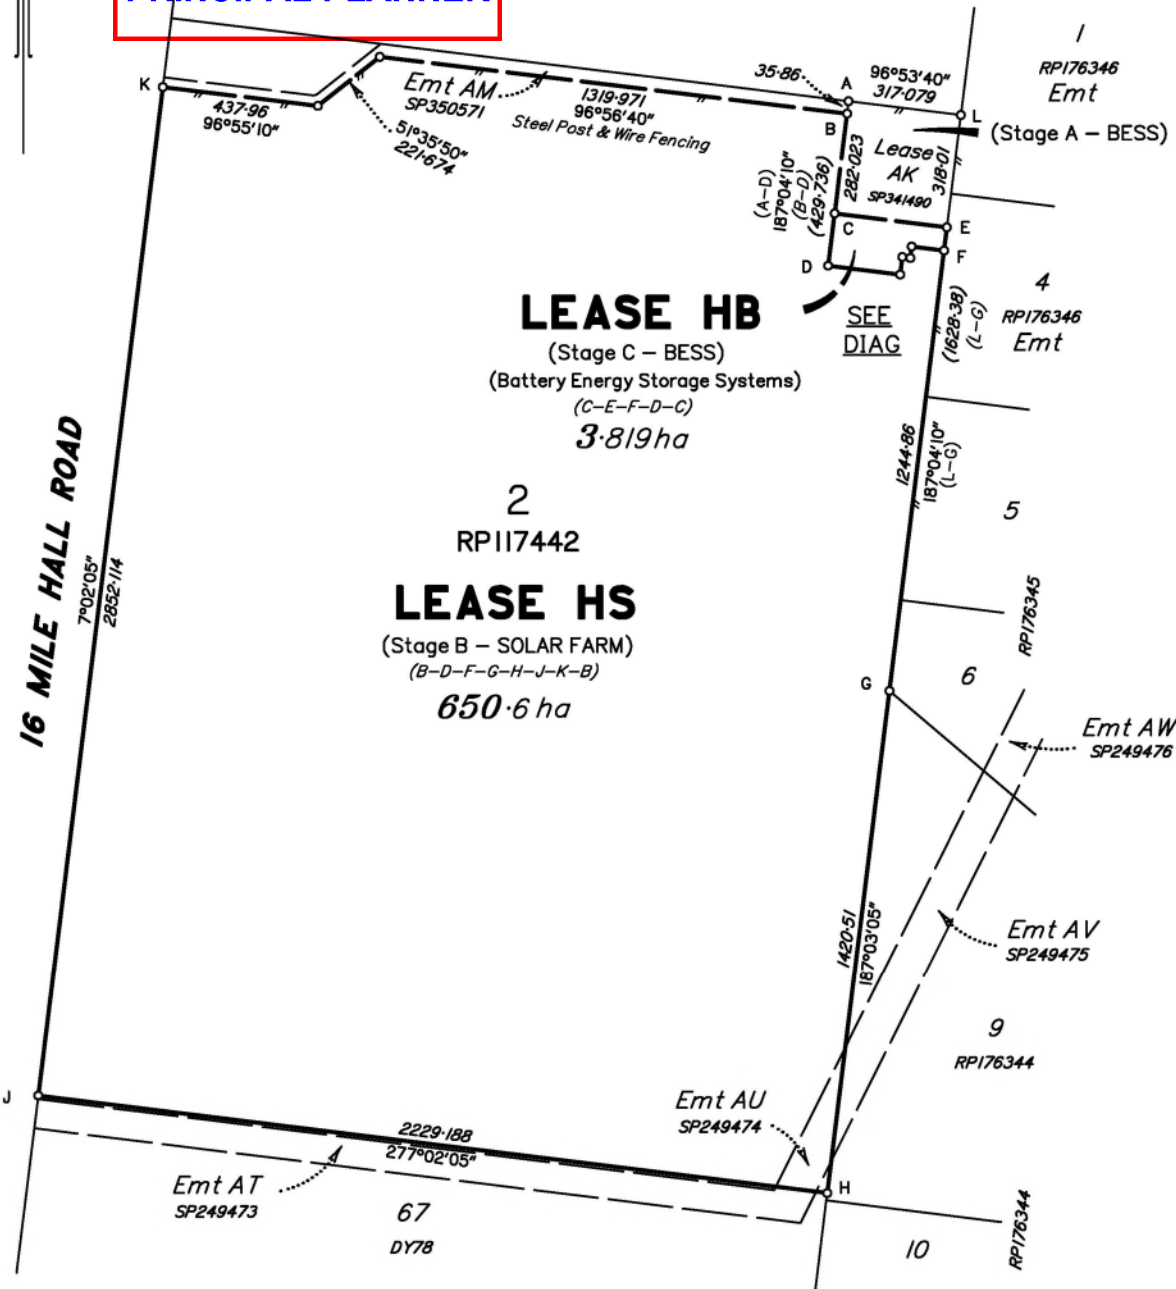 K
437·96
96°55'10"
51°35'50"
221·674
Emt AM
SP350571
1319·971
96°56'40"
Steel Post & Wire Fencing
35·86
A
B
96°53'40"
317·079
L
1
RP176346
Emt
(Stage A – BESS)
Lease
AK
SP341490
318·01
282·023
(A–D)
187°04'10"
(B–D)
(429·736)
C
D
E
F
4
RP176346
Emt
SEE
DIAG
(1628·38)
(L–G)
LEASE HB
(Stage C – BESS)
(Battery Energy Storage Systems)
(C–E–F–D–C)
3·819ha
1244·86
187°04'10"
(L–G)
5
2
RP117442
16 MILE HALL ROAD
7°02'05"
2852·114
LEASE HS
(Stage B – SOLAR FARM)
(B–D–F–G–H–J–K–B)
650·6 ha
RP176345
6
G
Emt AW
SP249476
1420·51
187°03'05"
Emt AV
SP249475
9
RP176344
J
Emt AU
SP249474
2229·188
277°02'05"
H
Emt AT
SP249473
67
DY78
10
RP176344